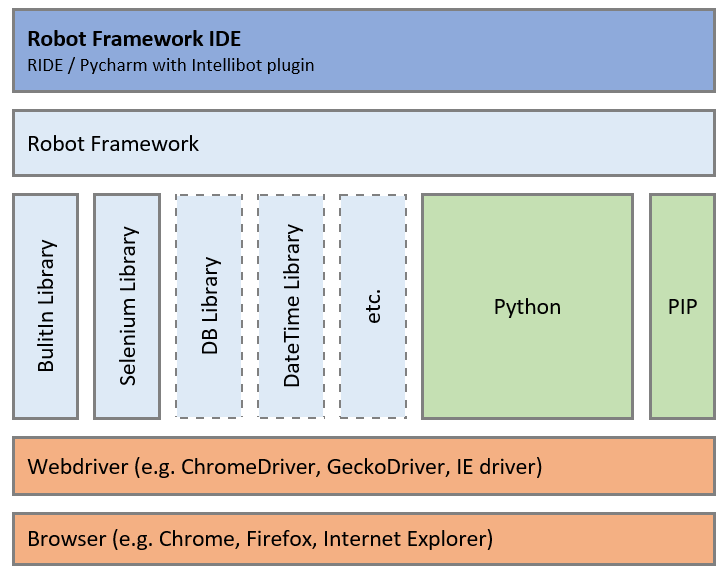 Robot Framework IDE
RIDE / Pycharm with Intellibot plugin
Robot Framework
BulitIn Library
Selenium Library
DB Library
DateTime Library
etc.
Python
PIP
Webdriver (e.g. ChromeDriver, GeckoDriver, IE driver)
Browser (e.g. Chrome, Firefox, Internet Explorer)